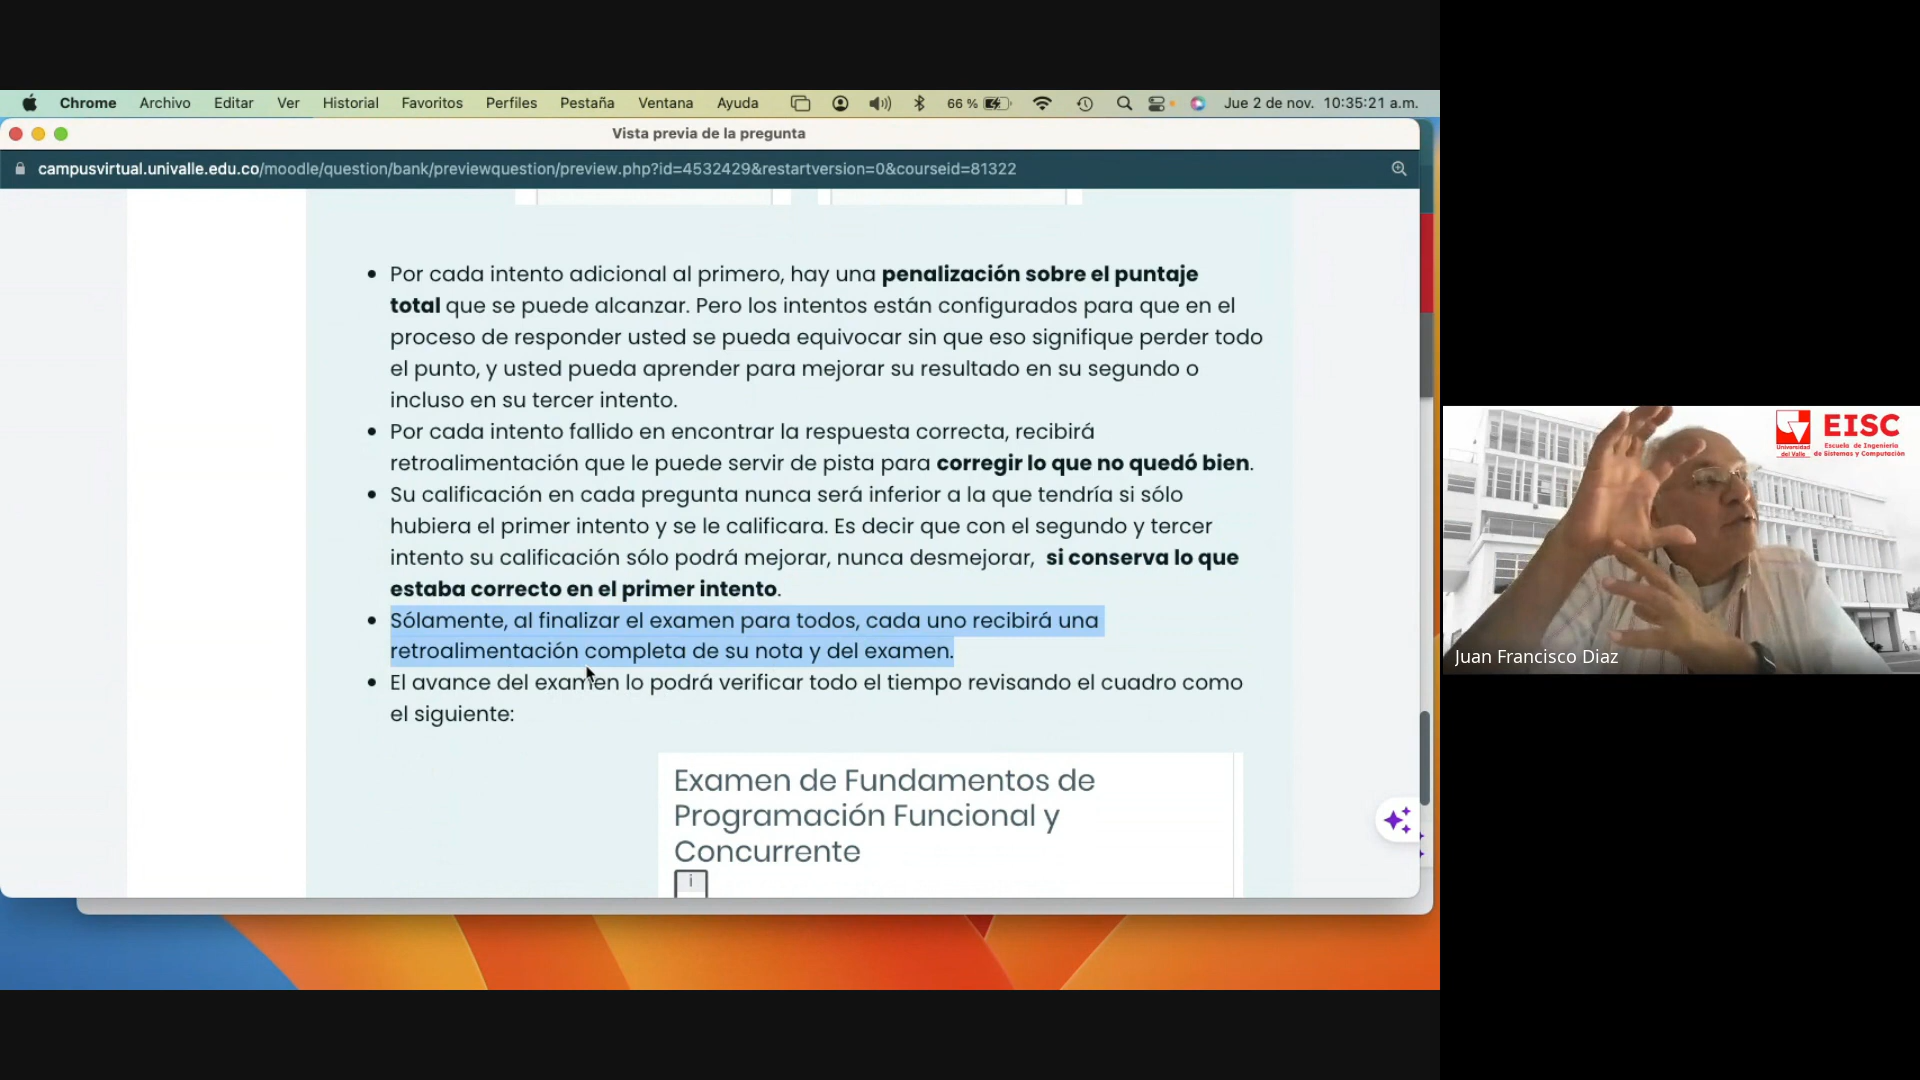 Chrome Archivo Editar Ver Historial Favoritos Perfiles Pestaña Ventana Ayuda 66 % Jue 2 de nov. 10:35:21 a.m.
Vista previa de la pregunta
campusvirtual.univalle.edu.co/moodle/question/bank/previewquestion/preview.php?id=4532429&restartversion=0&courseid=81322
Por cada intento adicional al primero, hay una penalización sobre el puntaje
total que se puede alcanzar. Pero los intentos están configurados para que en el
proceso de responder usted se pueda equivocar sin que eso signifique perder todo
el punto, y usted pueda aprender para mejorar su resultado en su segundo o
incluso en su tercer intento.
Por cada intento fallido en encontrar la respuesta correcta, recibirá
retroalimentación que le puede servir de pista para corregir lo que no quedó bien.
Su calificación en cada pregunta nunca será inferior a la que tendría si sólo
hubiera el primer intento y se le calificara. Es decir que con el segundo y tercer
intento su calificación sólo podrá mejorar, nunca desmejorar, si conserva lo que
estaba correcto en el primer intento.
Sólamente, al finalizar el examen para todos, cada uno recibirá una
retroalimentación completa de su nota y del examen.
El avance del examen lo podrá verificar todo el tiempo revisando el cuadro como
el siguiente:
Examen de Fundamentos de
Programación Funcional y
Concurrente
i
EISC
Universidad
del Valle
Escuela de Ingeniería
de Sistemas y Computación
Juan Francisco Diaz